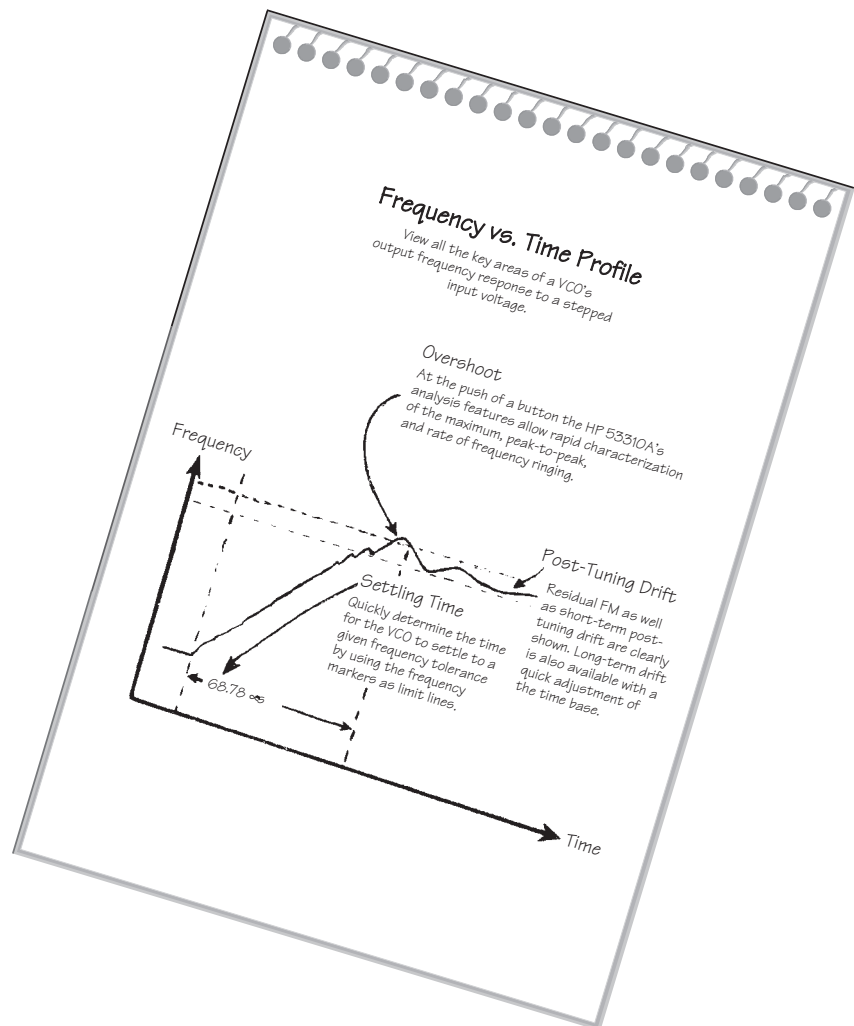 Frequency vs. Time Profile
View all the key areas of a VCO's
output frequency response to a stepped
input voltage.
Overshoot
At the push of a button the HP 53310A's
analysis features allow rapid characterization
of the maximum, peak-to-peak,
and rate of frequency ringing.
Frequency
Post-Tuning Drift
Residual FM as well
as short-term post-
tuning drift are clearly
shown. Long-term drift
is also available with a
quick adjustment of
the time base.
Settling Time
Quickly determine the time
for the VCO to settle to a
given frequency tolerance
by using the frequency
markers as limit lines.
68.78
Time